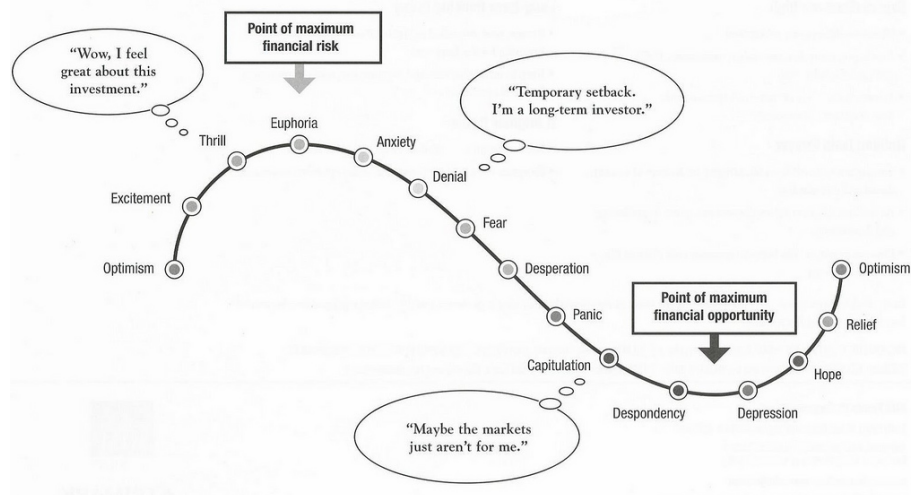 Point of maximum
financial risk
“Wow, I feel
great about this
investment.”
“Temporary setback.
I’m a long-term investor.”
Euphoria
Thrill
Anxiety
Denial
Excitement
Fear
Optimism
Desperation
Optimism
Point of maximum
financial opportunity
Panic
Relief
Capitulation
Hope
Despondency
Depression
“Maybe the markets
just aren’t for me.”